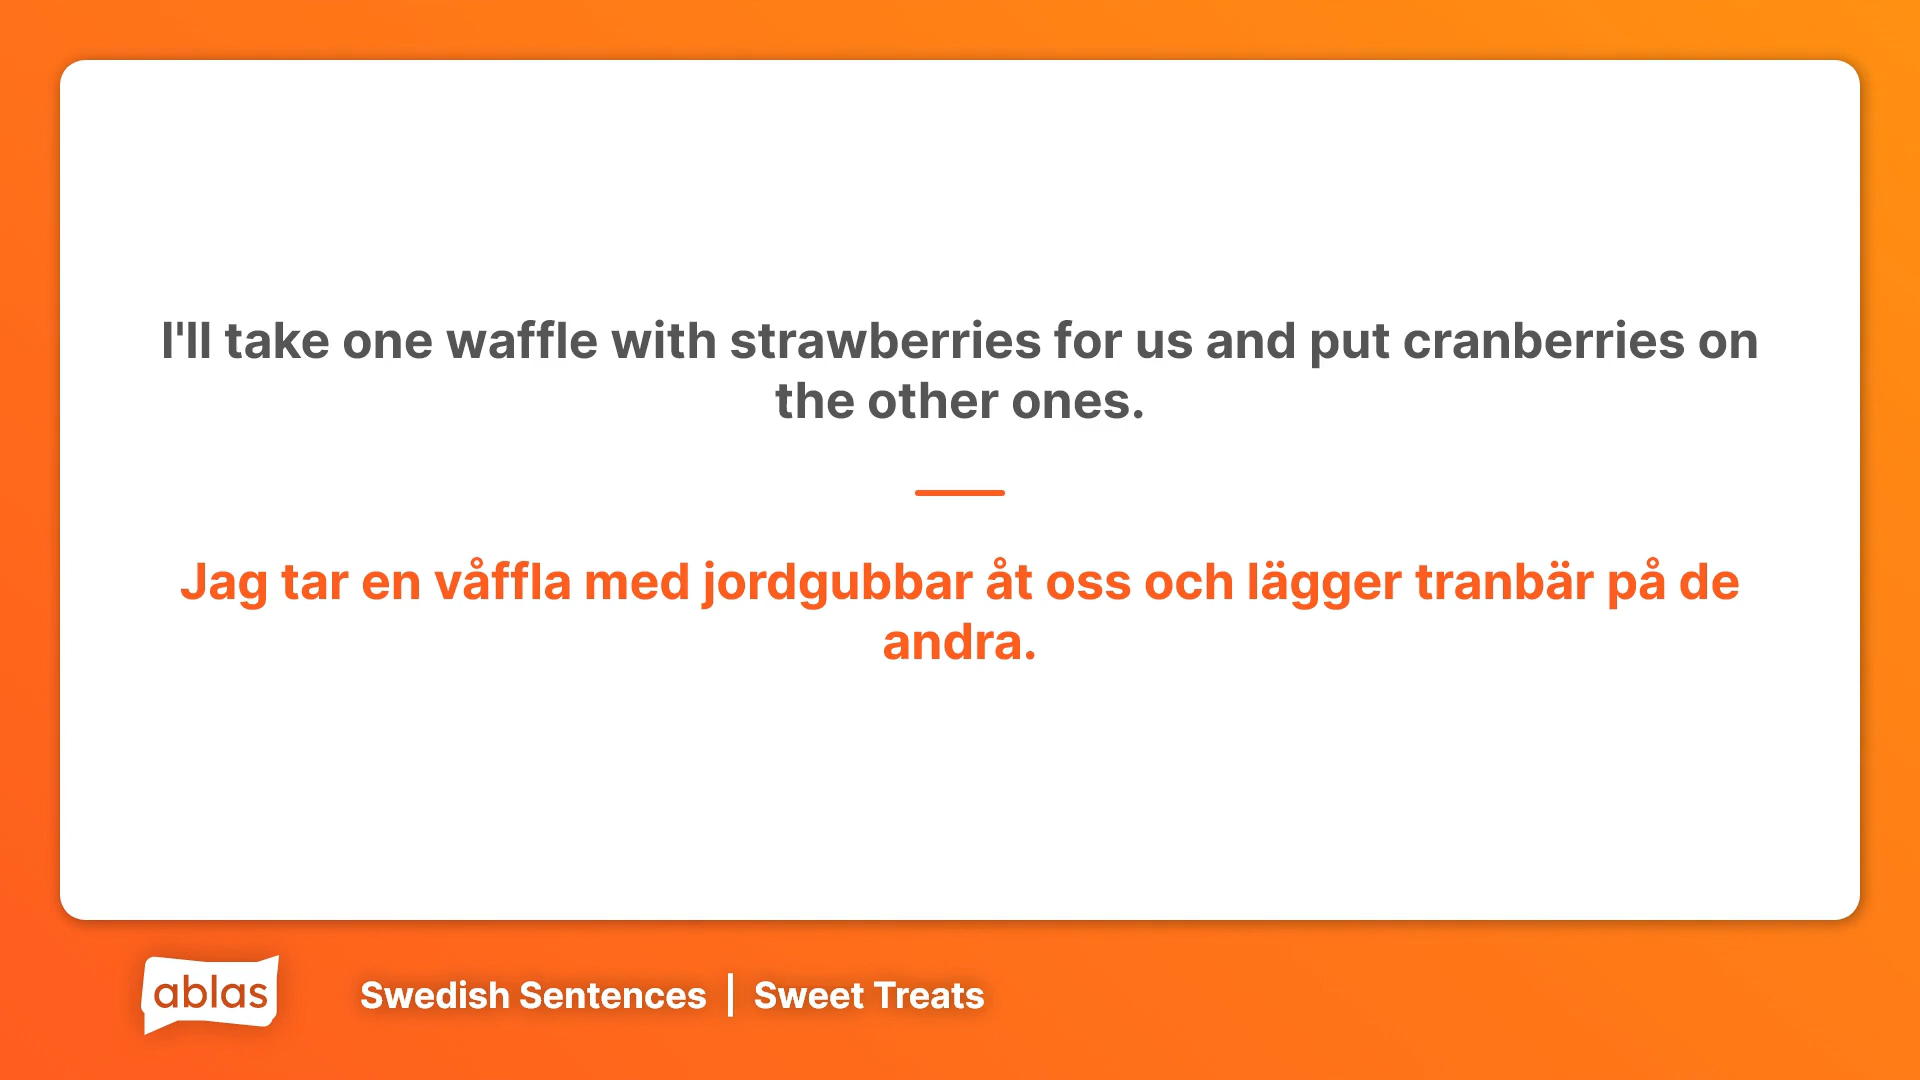 I'll take one waffle with strawberries for us and put cranberries on
the other ones.
Jag tar en våffla med jordgubbar åt oss och lägger tranbär på de
andra.
ablas
Swedish Sentences | Sweet Treats